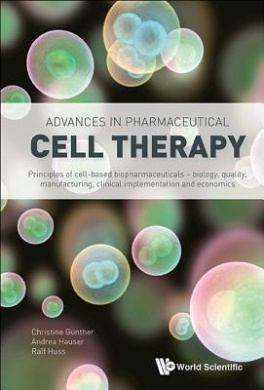 ADVANCES IN PHARMACEUTICAL
CELL THERAPY
Principles of cell-based biopharmaceuticals – biology, quality,
manufacturing, clinical implementation and economics
Christine Günther
Andrea Hauser
Ralf Huss
World Scientific